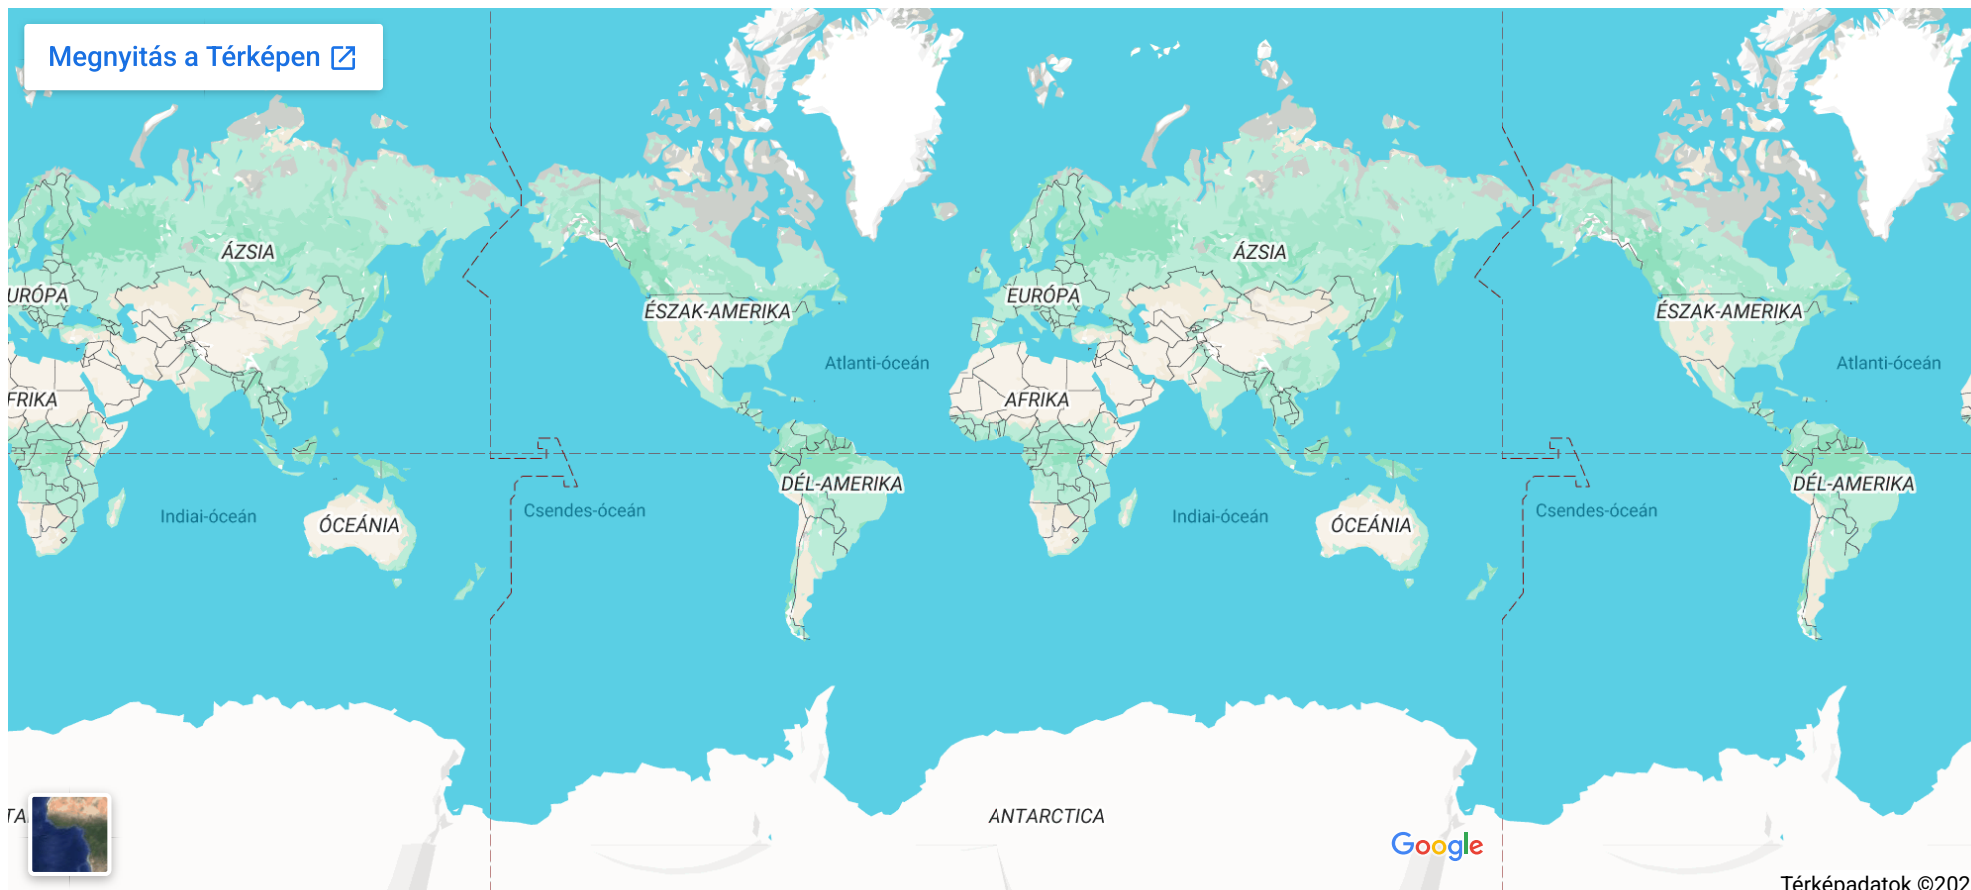 Megnyitás a Térképen
ÁZSIA
ÁZSIA
URÓPA
EURÓPA
ÉSZAK-AMERIKA
ÉSZAK-AMERIKA
Atlanti-óceán
Atlanti-óceán
FRIKA
AFRIKA
DÉL-AMERIKA
DÉL-AMERIKA
Indiai-óceán
Csendes-óceán
Indiai-óceán
Csendes-óceán
ÓCEÁNIA
ÓCEÁNIA
TA
ANTARCTICA
Google
Térképadatok ©202